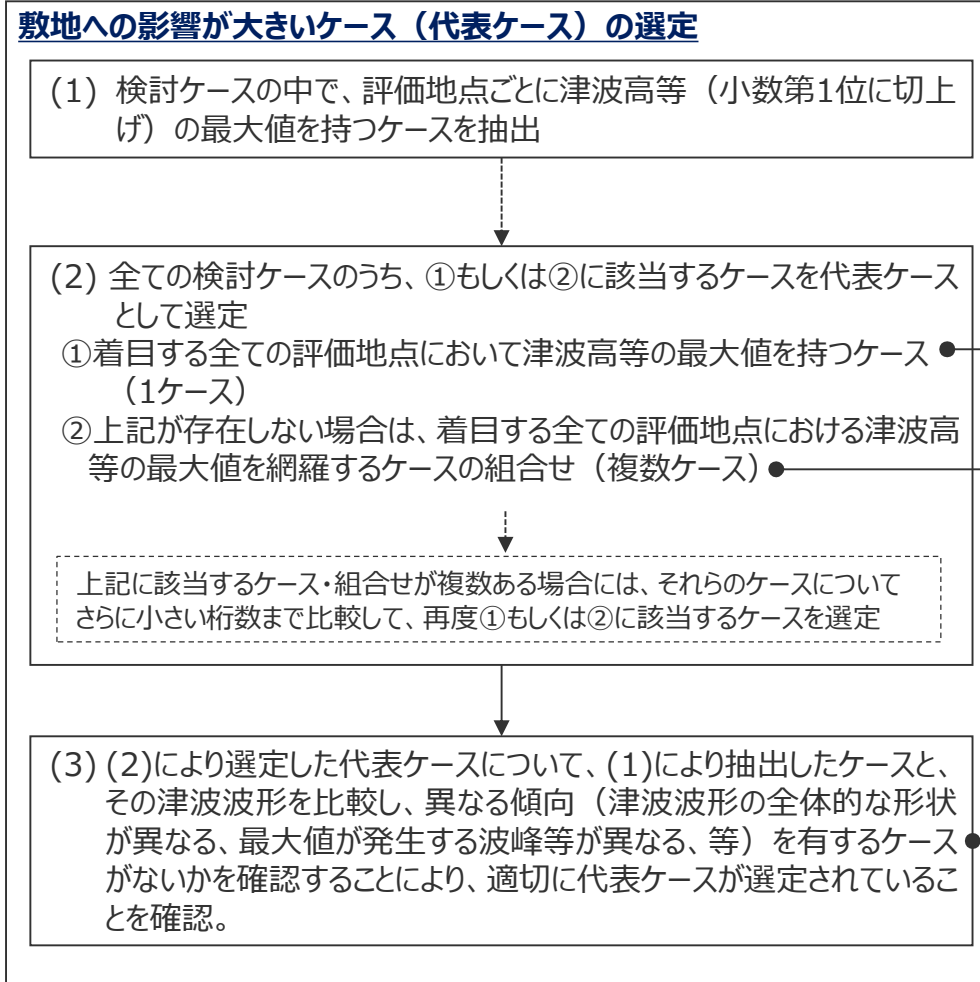 敷地への影響が大きいケース（代表ケース）の選定
(1) 検討ケースの中で、評価地点ごとに津波高等（小数第1位に切上
げ）の最大値を持つケースを抽出
(2) 全ての検討ケースのうち、①もしくは②に該当するケースを代表ケース
として選定
①着目する全ての評価地点において津波高等の最大値を持つケース
（1ケース）
②上記が存在しない場合は、着目する全ての評価地点における津波高
等の最大値を網羅するケースの組合せ（複数ケース）
上記に該当するケース・組合せが複数ある場合には、それらのケースについて
さらに小さい桁数まで比較して、再度①もしくは②に該当するケースを選定
(3) (2)により選定した代表ケースについて、(1)により抽出したケースと、
その津波波形を比較し、異なる傾向（津波波形の全体的な形状
が異なる、最大値が発生する波峰等が異なる、等）を有するケース
がないかを確認することにより、適切に代表ケースが選定されているこ
とを確認。